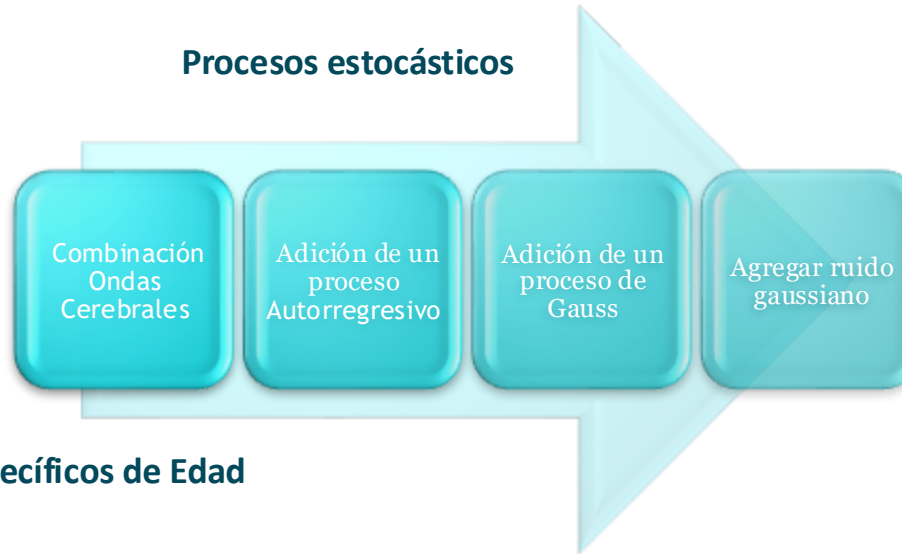 Procesos estocásticos
Combinación
Ondas
Cerebrales
Adición de un
proceso
Autorregresivo
Adición de un
proceso de
Gauss
Agregar ruido
gaussiano
ecíficos de Edad